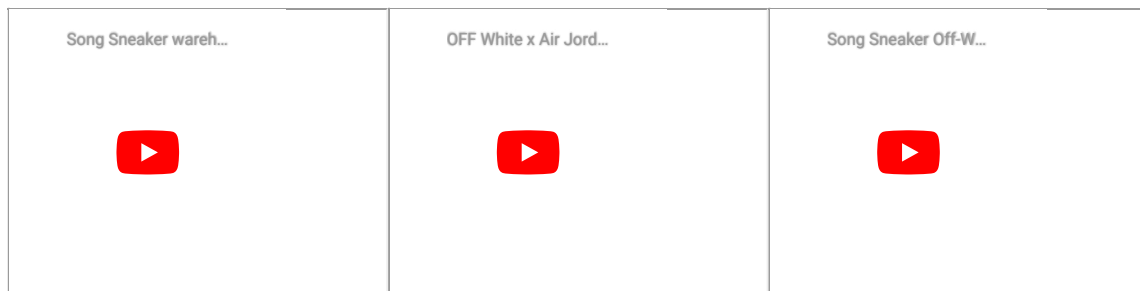 Song Sneaker wareh...
OFF White x Air Jord...
Song Sneaker Off-W...